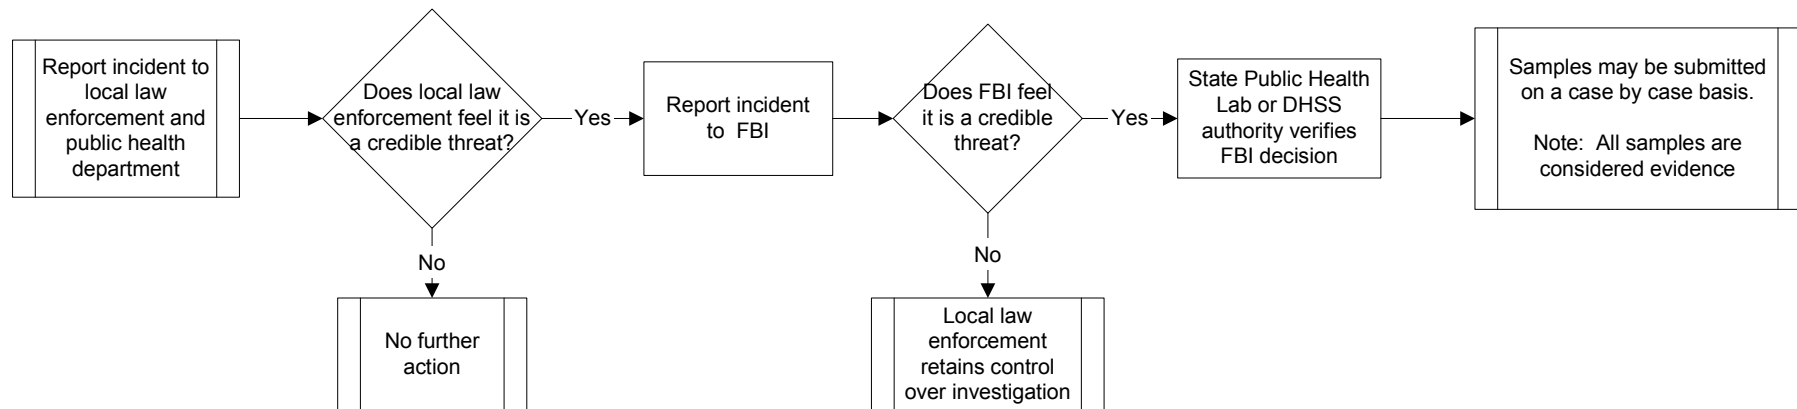 Report incident to
local law
enforcement and
public health
department
Does local law
enforcement feel it is
a credible threat?
Yes
Report incident
to FBI
Does FBI feel
it is a credible
threat?
Yes
State Public Health
Lab or DHSS
authority verifies
FBI decision
Samples may be submitted
on a case by case basis.
Note: All samples are
considered evidence
No
No further
action
No
Local law
enforcement
retains control
over investigation